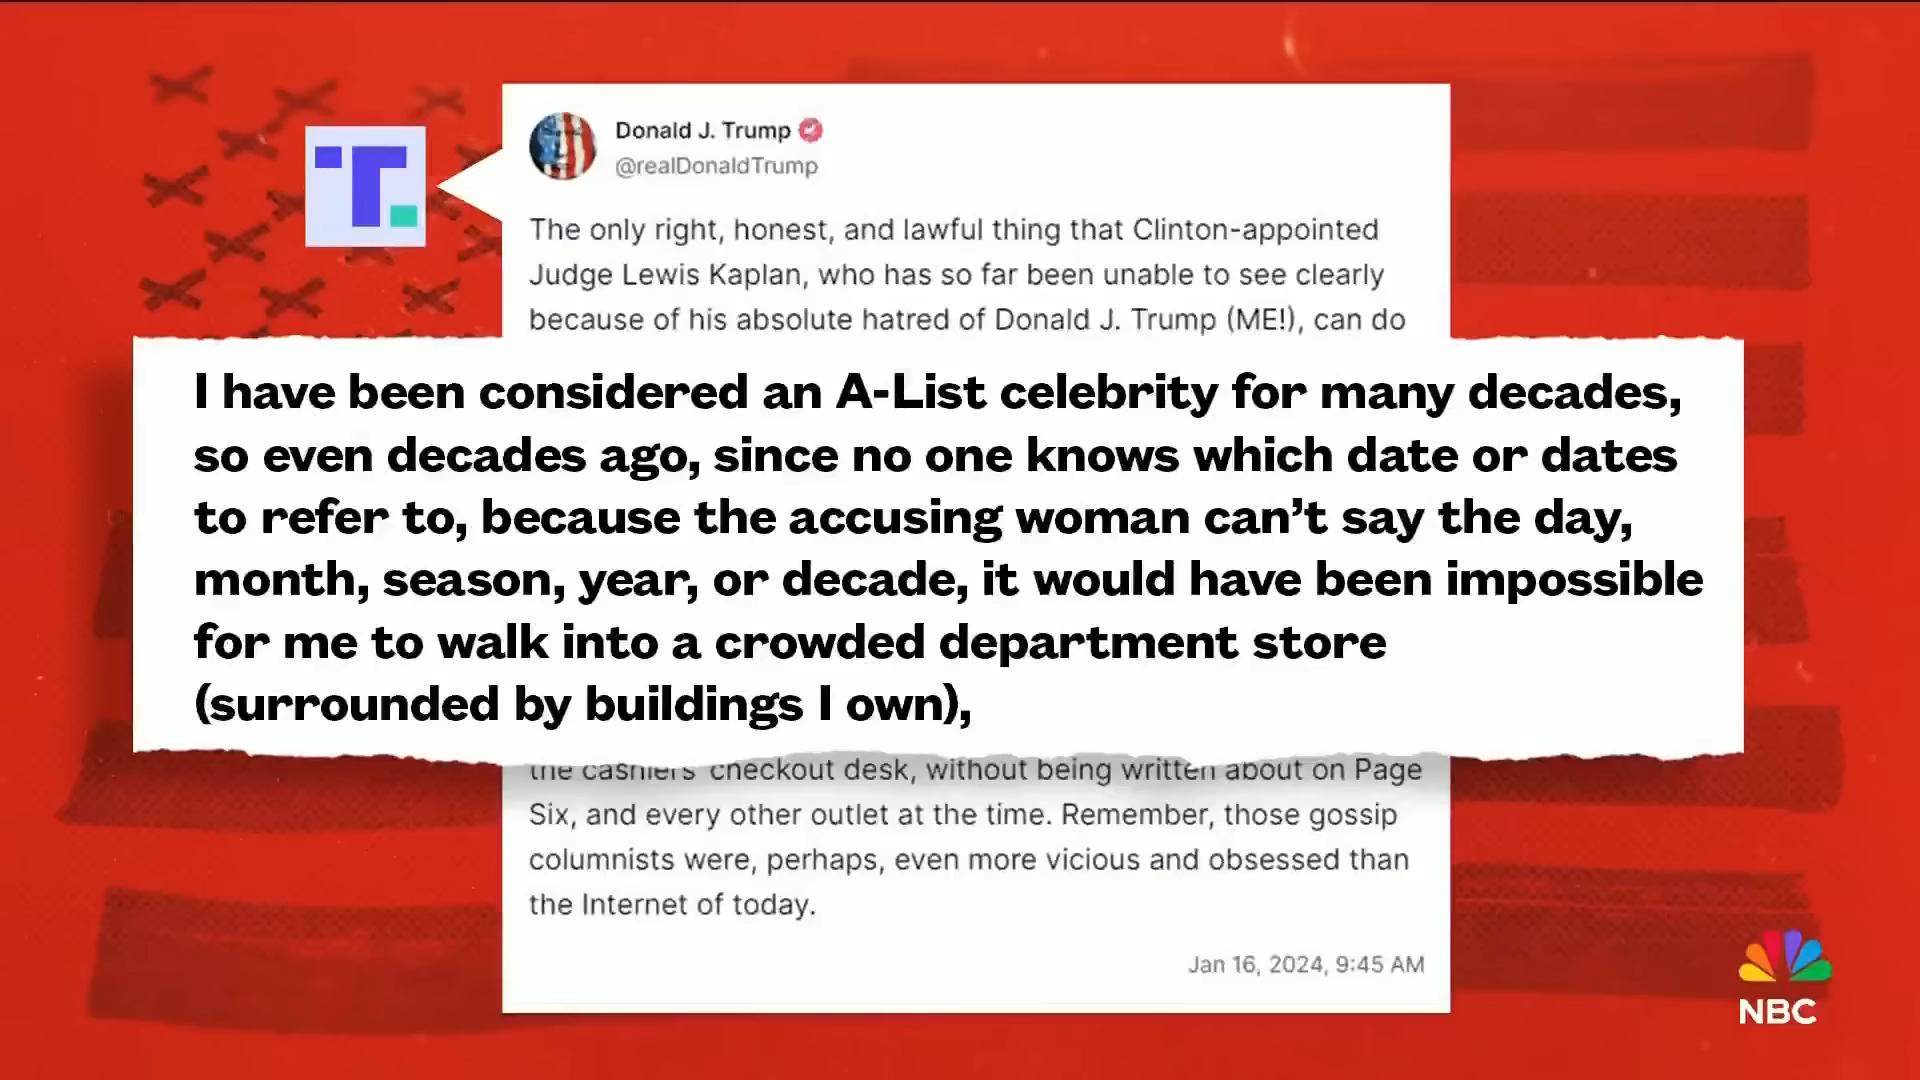 Donald J. Trump
@realDonaldTrump
The only right, honest, and lawful thing that Clinton-appointed
Judge Lewis Kaplan, who has so far been unable to see clearly
because of his absolute hatred of Donald J. Trump (ME!), can do
I have been considered an A-List celebrity for many decades,
so even decades ago, since no one knows which date or dates
to refer to, because the accusing woman can’t say the day,
month, season, year, or decade, it would have been impossible
for me to walk into a crowded department store
(surrounded by buildings I own),
the cashiers' checkout desk, without being written about on Page
Six, and every other outlet at the time. Remember, those gossip
columnists were, perhaps, even more vicious and obsessed than
the Internet of today.
Jan 16, 2024, 9:45 AM
NBC